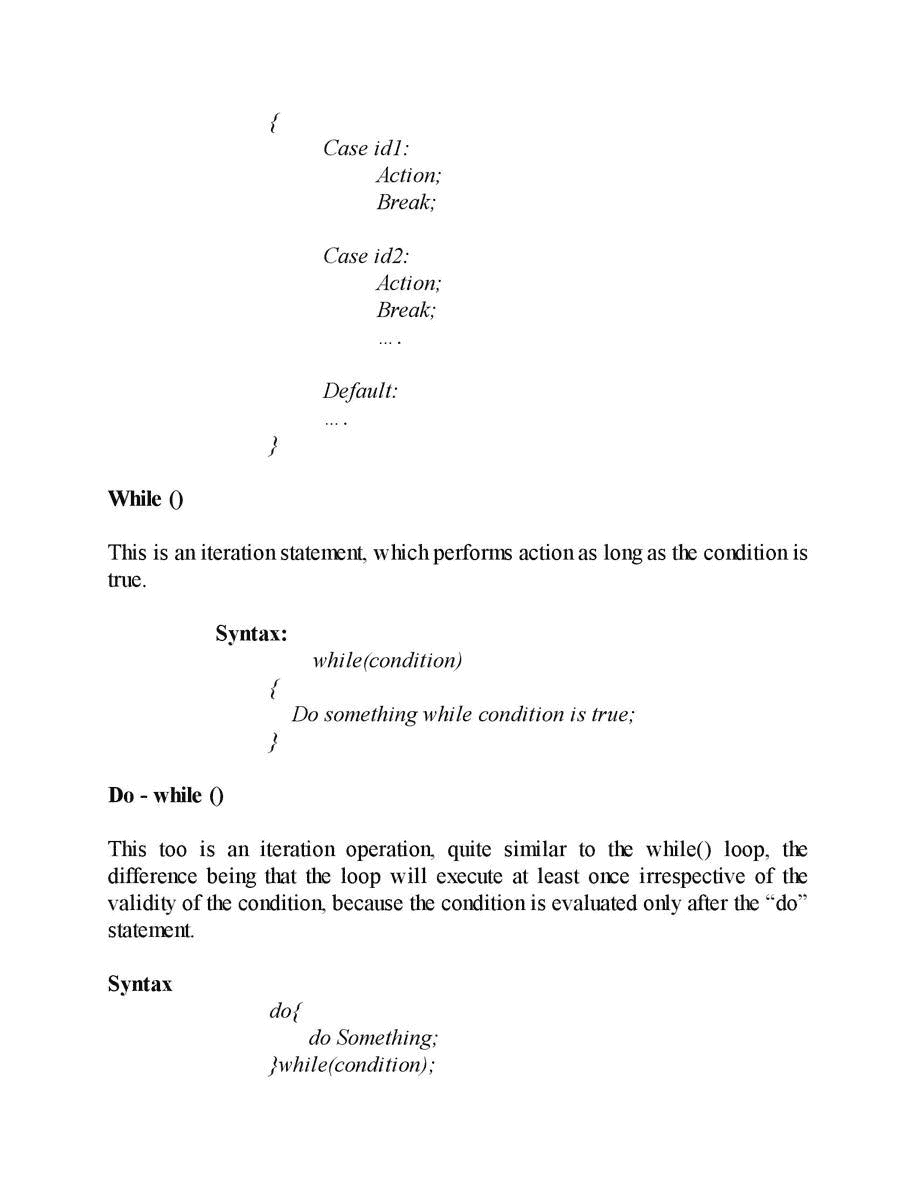 {
Case id1:
Action;
Break;
Case id2:
Action;
Break;
….
Default:
….
}
While ()
This is an iteration statement, which performs action as long as the condition is
true.
Syntax:
while(condition)
{
Do something while condition is true;
}
Do - while ()
This too is an iteration operation, quite similar to the while() loop, the
difference being that the loop will execute at least once irrespective of the
validity of the condition, because the condition is evaluated only after the “do”
statement.
Syntax
do{
do Something;
}while(condition);